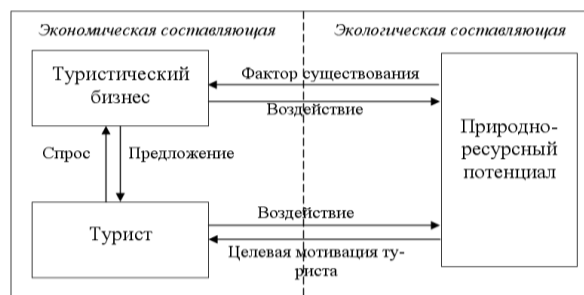 Экономическая составляющая
Экологическая составляющая
Туристический
бизнес
Фактор существования
Воздействие
Природно-
ресурсный
потенциал
Спрос
Предложение
Турист
Воздействие
Целевая мотивация ту-
риста